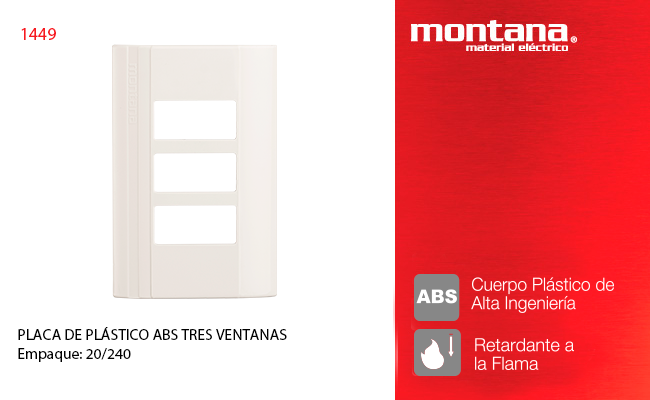 1449
montana®
material eléctrico
PLACA DE PLÁSTICO ABS TRES VENTANAS
Empaque: 20/240
ABS
Cuerpo Plástico de
Alta Ingeniería
Retardante a
la Flama